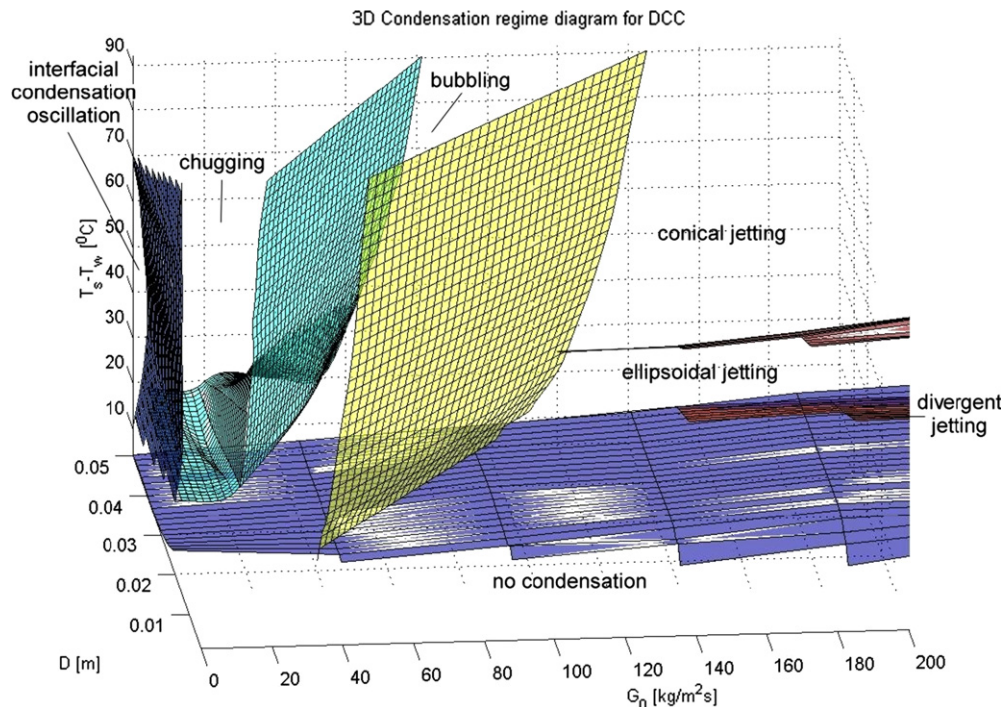 3D Condensation regime diagram for DCC
90
interfacial
condensation
oscillation
bubbling
70
chugging
60
50
40
30
20
10
T_s-T_w [⁰C]
conical jetting
ellipsoidal jetting
divergent
jetting
no condensation
0.05
0.04
0.03
0.02
0.01
D [m]
0
20
40
60
80
100
120
140
160
180
200
G₀ [kg/m²s]